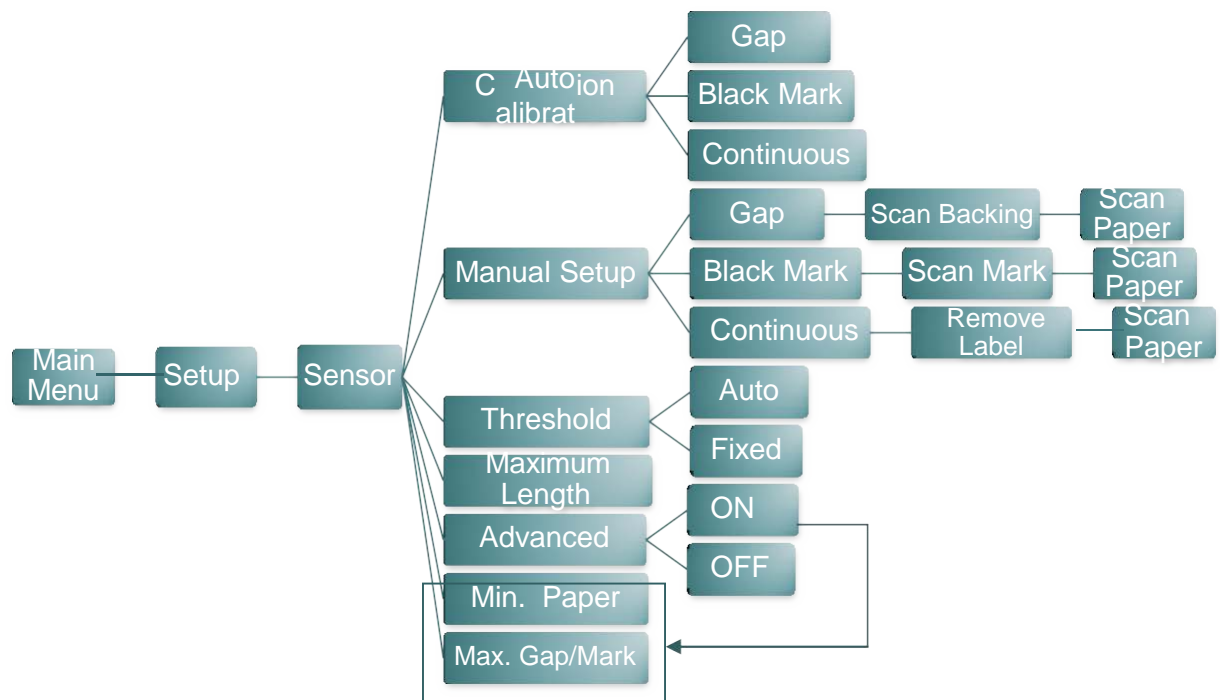 Main
Menu
Setup
Sensor
C Auto ion
alibrat
Gap
Black Mark
Continuous
Manual Setup
Gap
Scan Backing
Scan
Paper
Black Mark
Scan Mark
Scan
Paper
Continuous
Remove
Label
Scan
Paper
Threshold
Auto
Fixed
Maximum
Length
Advanced
ON
OFF
Min. Paper
Max. Gap/Mark